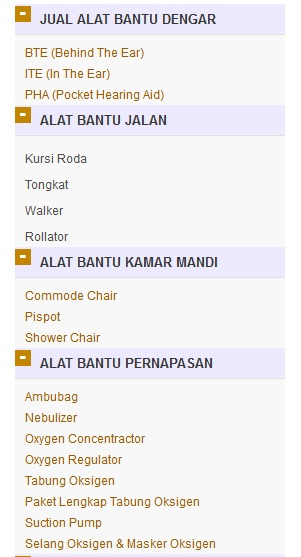 JUAL ALAT BANTU DENGAR
BTE (Behind The Ear)
ITE (In The Ear)
PHA (Pocket Hearing Aid)
ALAT BANTU JALAN
Kursi Roda
Tongkat
Walker
Rollator
ALAT BANTU KAMAR MANDI
Commode Chair
Pispot
Shower Chair
ALAT BANTU PERNAPASAN
Ambubag
Nebulizer
Oxygen Contractor
Oxygen Regulator
Tabung Oksigen
Paket Lengkap Tabung Oksigen
Suction Pump
Selang Oksigen & Masker Oksigen